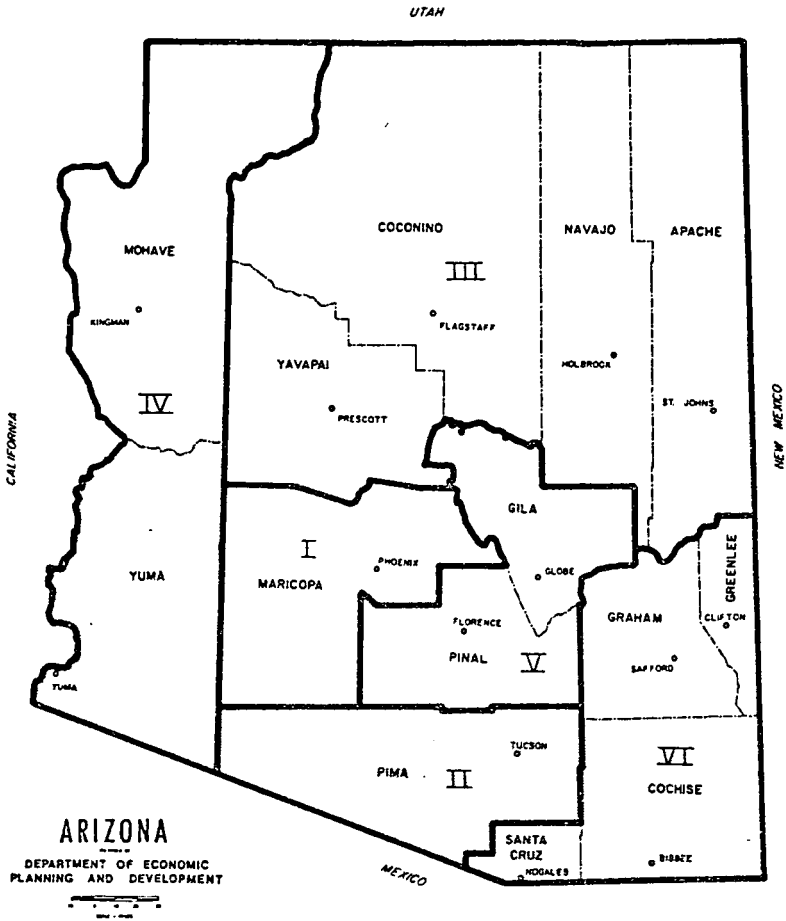 UTAH
MOHAVE
COCONINO
NAVAJO
APACHE
III
KINGMAN
FLAGSTAFF
HOLBROOK
YAVAPAI
IV
PRESCOTT
ST. JOHNS
CALIFORNIA
NEW MEXICO
GILA
I
PHOENIX
GLOBE
YUMA
MARICOPA
GREENLEE
FLORENCE
GRAHAM
CLIFTON
PINAL
V
SAFFORD
YUMA
TUCSON
PIMA
II
VI
COCHISE
SANTA
CRUZ
NOGALES
BISBEE
MEXICO
ARIZONA
DEPARTMENT OF ECONOMIC
PLANNING AND DEVELOPMENT